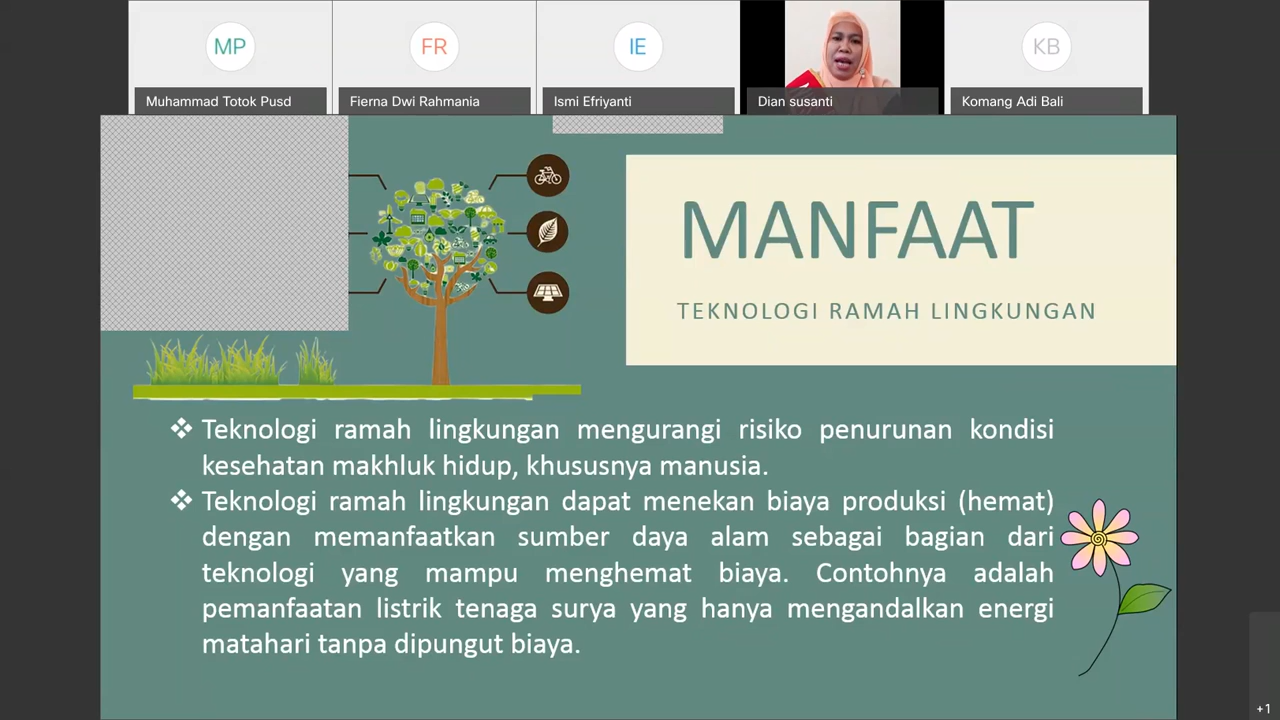 MP
FR
IE
KB
Muhammad Totok Pusd
Fierna Dwi Rahmania
Ismi Efriyanti
Dian susanti
Komang Adi Bali
MANFAAT
TEKNOLOGI RAMAH LINGKUNGAN
❖ Teknologi ramah lingkungan mengurangi risiko penurunan kondisi
kesehatan makhluk hidup, khususnya manusia.
❖ Teknologi ramah lingkungan dapat menekan biaya produksi (hemat)
dengan memanfaatkan sumber daya alam sebagai bagian dari
teknologi yang mampu menghemat biaya. Contohnya adalah
pemanfaatan listrik tenaga surya yang hanya mengandalkan energi
matahari tanpa dipungut biaya.
+1